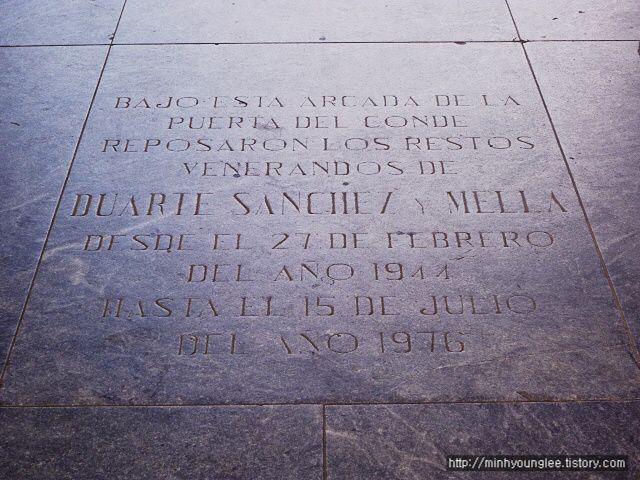 BAJO ESTA ARCADA DE LA
PUERTA DEL CONDE
REPOSARON LOS RESTOS
VENERANDOS DE
DUARTE SANCHEZ Y MELLA
DESDE EL 27 DE FEBRERO
DEL AÑO 1944
HASTA EL 15 DE JULIO
DEL AÑO 1976
http://minhyounglee.tistory.com